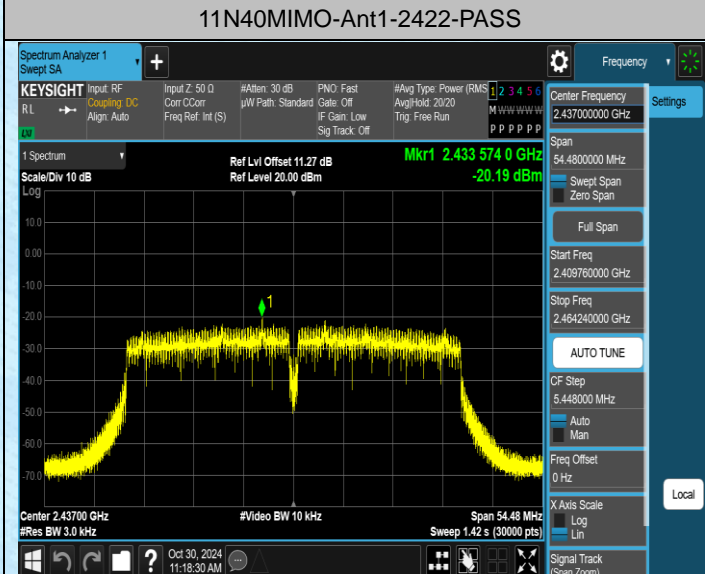 11N40MIMO-Ant1-2422-PASS
Spectrum Analyzer 1
Swept SA
Frequency
KEYSIGHT
RL
LXI
Input: RF
Coupling: DC
Align: Auto
Input Z: 50 Ω
Corr CCorr
Freq Ref: Int (S)
#Atten: 30 dB
µW Path: Standard
PNO: Fast
Gate: Off
IF Gain: Low
Sig Track: Off
#Avg Type: Power (RMS
Avg|Hold: 20/20
Trig: Free Run
1 2 3 4 5 6
M W W W W W
P P P P P P
1 Spectrum
Scale/Div 10 dB
Log
Ref Lvl Offset 11.27 dB
Ref Level 20.00 dBm
Mkr1 2.433 574 0 GHz
-20.19 dBm
10.0
0.00
-10.0
-20.0
-30.0
-40.0
-50.0
-60.0
-70.0
1
Center 2.43700 GHz
#Res BW 3.0 kHz
#Video BW 10 kHz
Span 54.48 MHz
Sweep 1.42 s (30000 pts)
Center Frequency
2.437000000 GHz
Settings
Span
54.4800000 MHz
Swept Span
Zero Span
Full Span
Start Freq
2.409760000 GHz
Stop Freq
2.464240000 GHz
AUTO TUNE
CF Step
5.448000 MHz
Auto
Man
Freq Offset
0 Hz
X Axis Scale
Log
Lin
Local
Signal Track
(Span Zoom)
?
Oct 30, 2024
11:18:30 AM